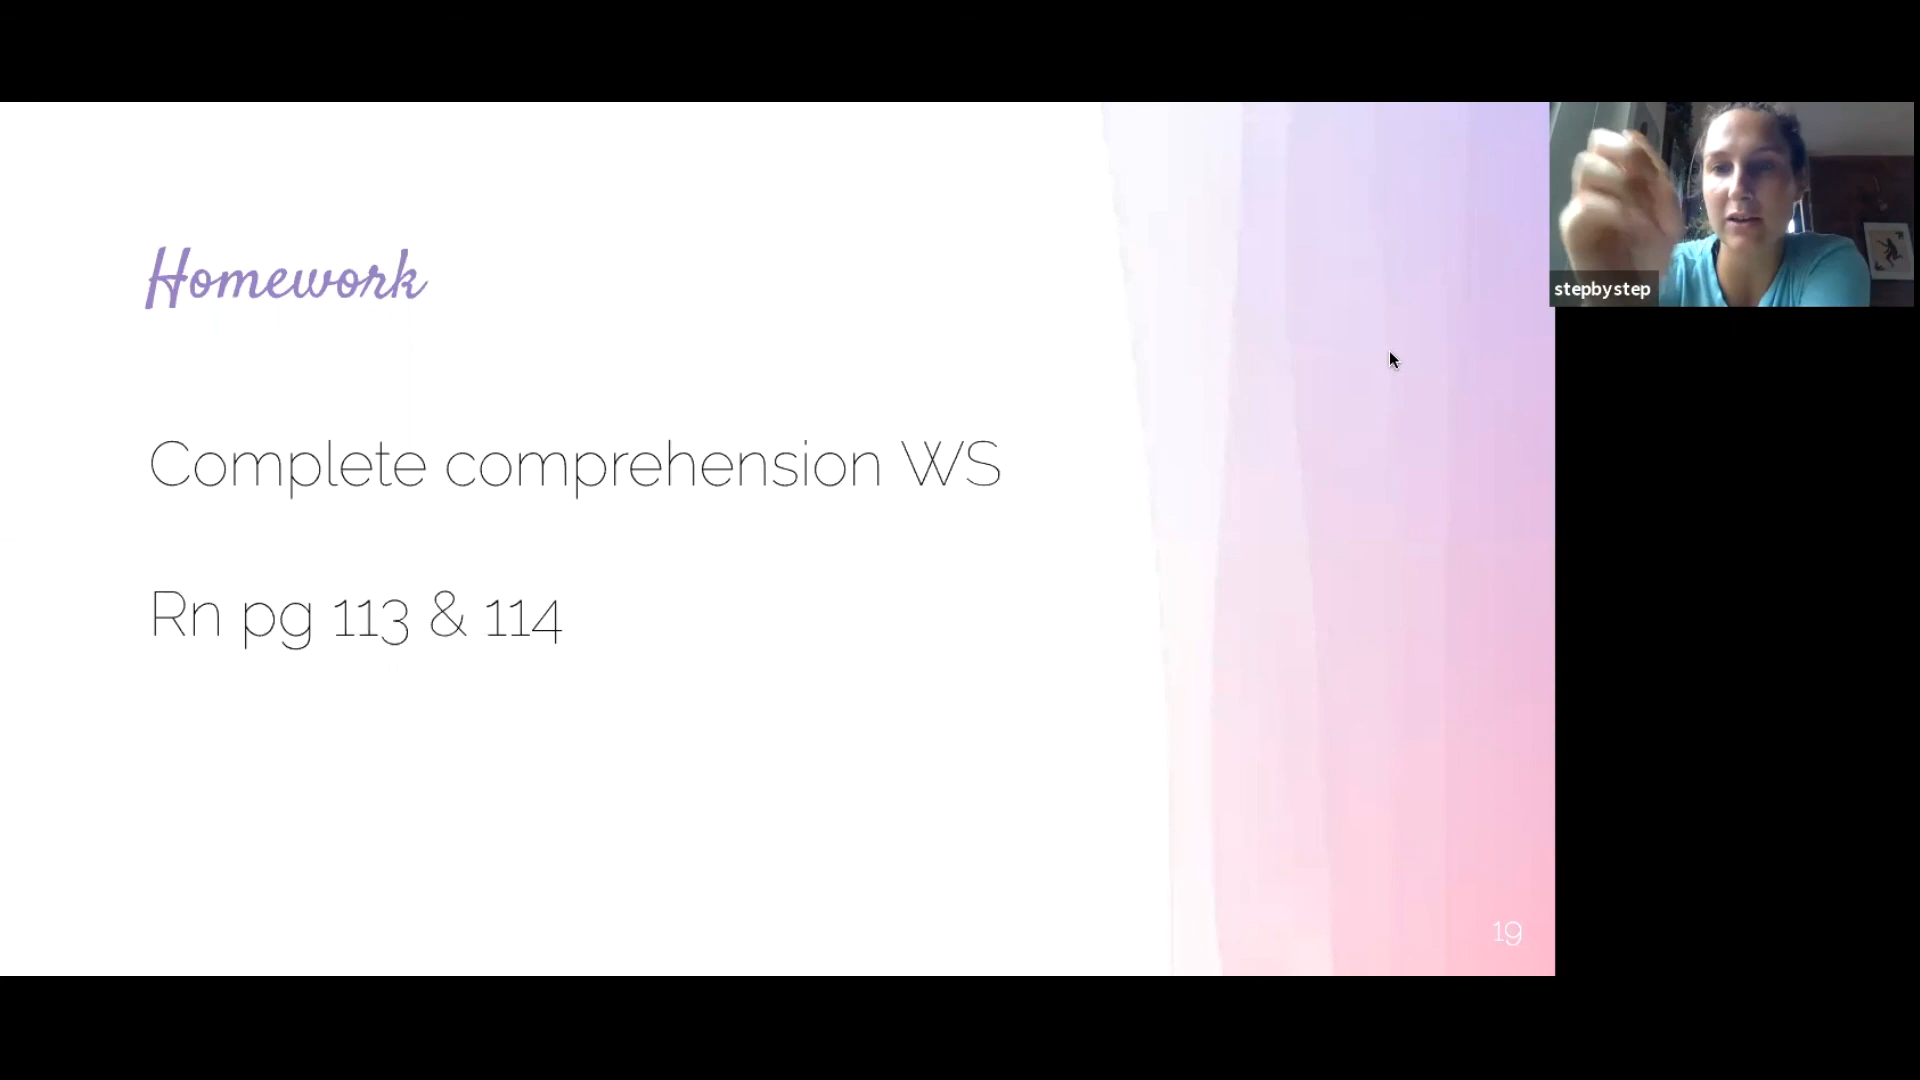 Homework
stepbystep
Complete comprehension WS
Rn pg 113 & 114
19